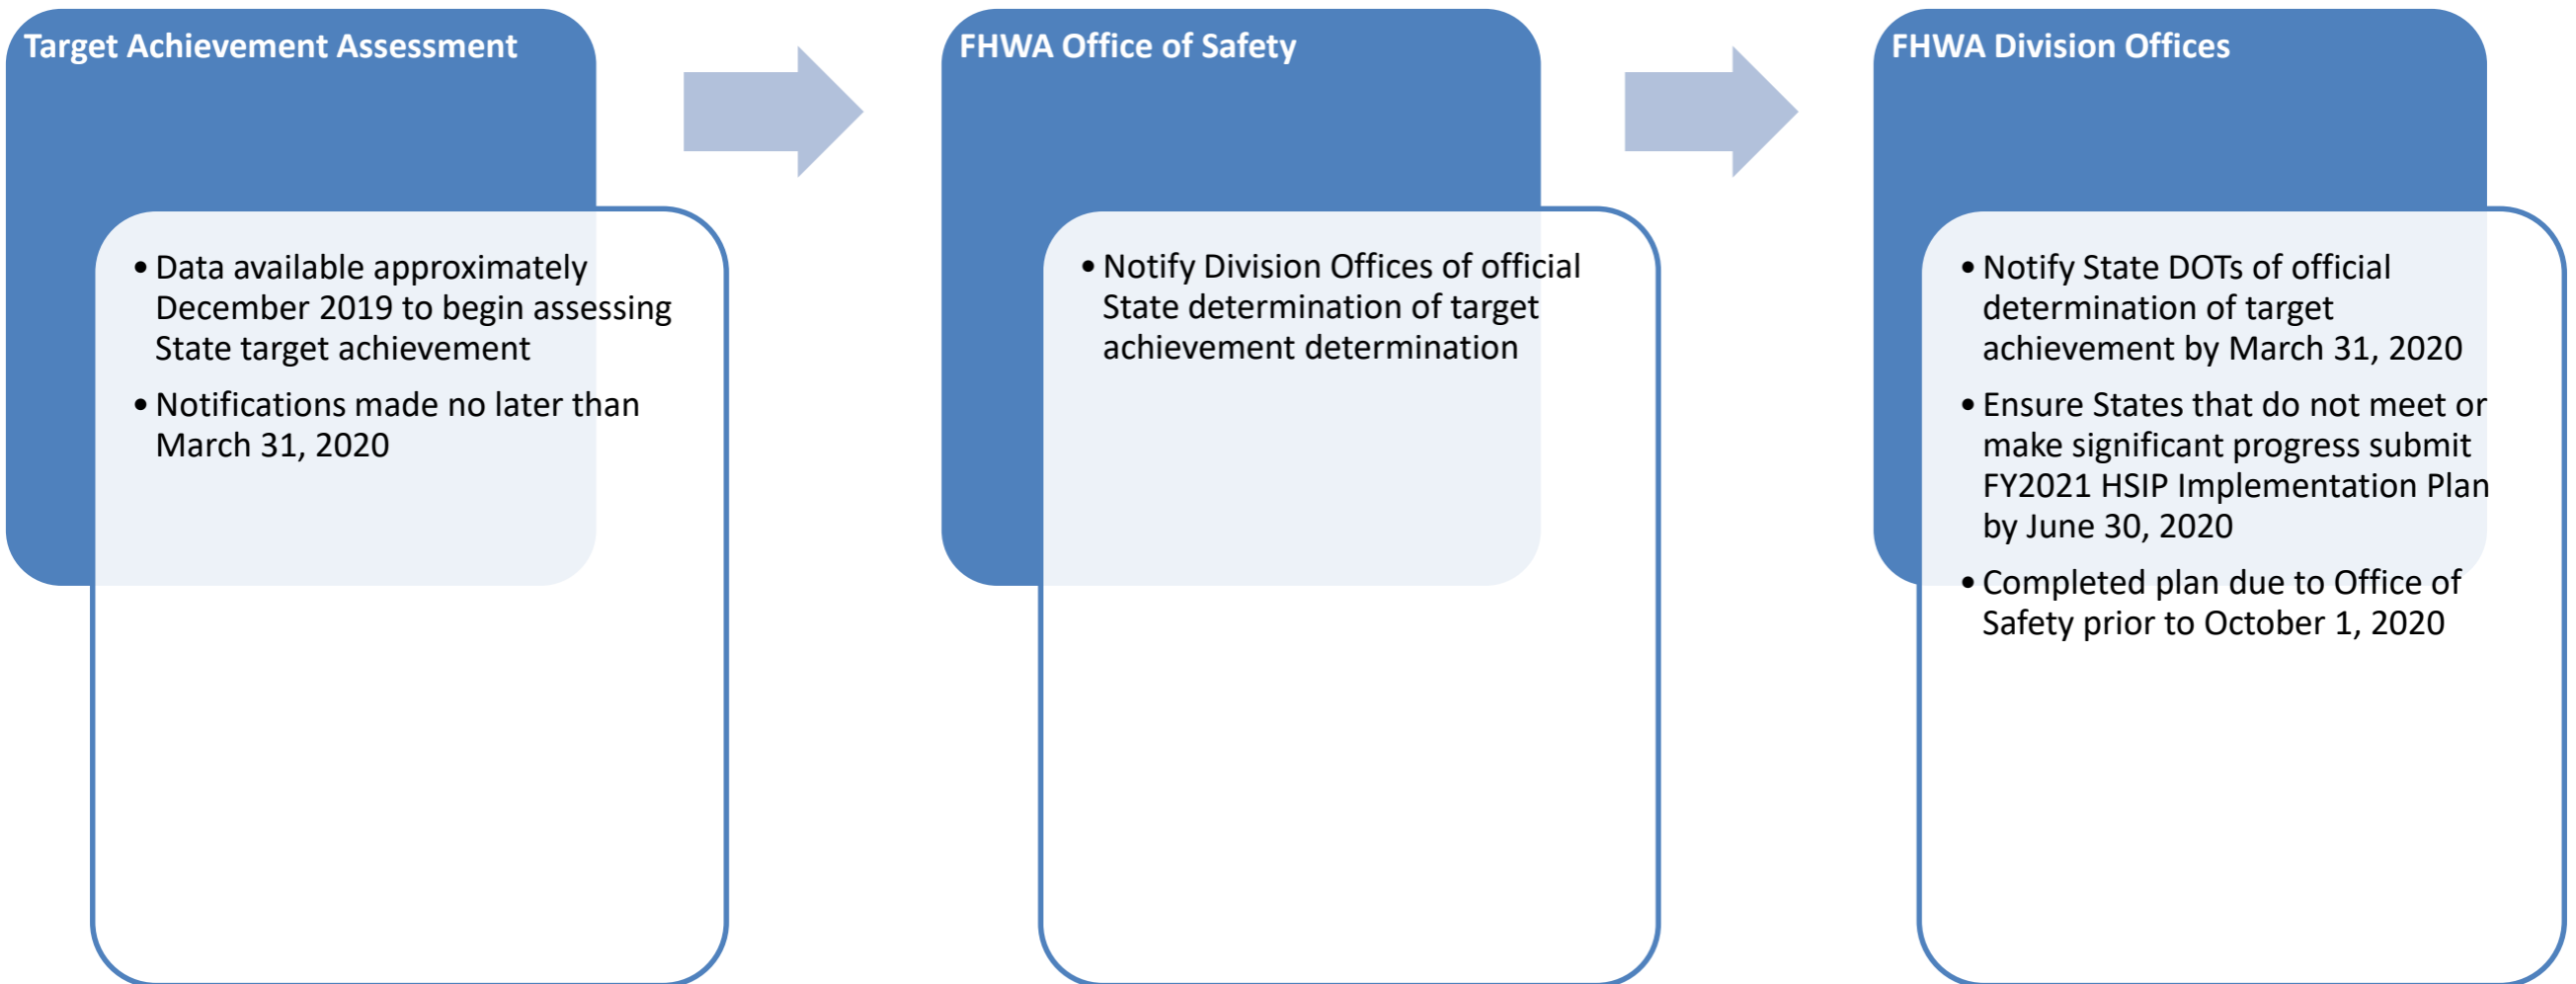 Target Achievement Assessment
• Data available approximately
December 2019 to begin assessing
State target achievement
• Notifications made no later than
March 31, 2020
FHWA Office of Safety
• Notify Division Offices of official
State determination of target
achievement determination
FHWA Division Offices
• Notify State DOTs of official
determination of target
achievement by March 31, 2020
• Ensure States that do not meet or
make significant progress submit
FY2021 HSIP Implementation Plan
by June 30, 2020
• Completed plan due to Office of
Safety prior to October 1, 2020